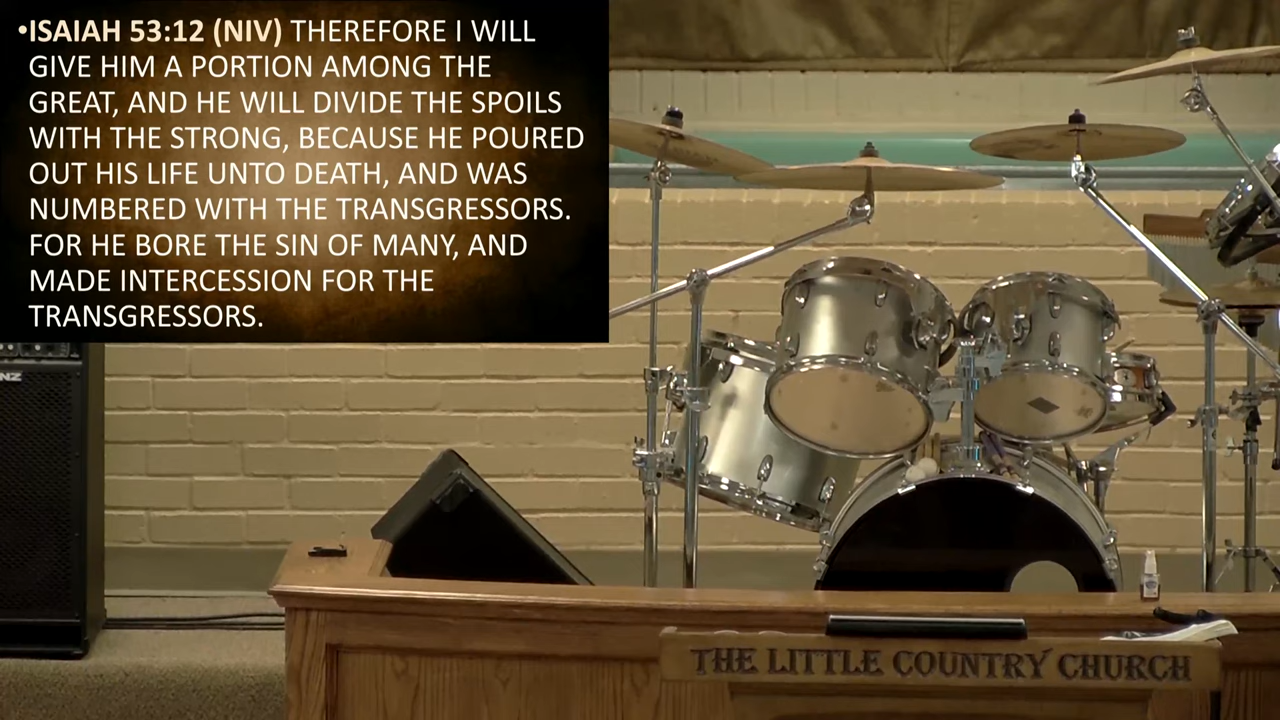 •ISAIAH 53:12 (NIV) THEREFORE I WILL
GIVE HIM A PORTION AMONG THE
GREAT, AND HE WILL DIVIDE THE SPOILS
WITH THE STRONG, BECAUSE HE POURED
OUT HIS LIFE UNTO DEATH, AND WAS
NUMBERED WITH THE TRANSGRESSORS.
FOR HE BORE THE SIN OF MANY, AND
MADE INTERCESSION FOR THE
TRANSGRESSORS.
NZ
THE LITTLE COUNTRY CHURCH